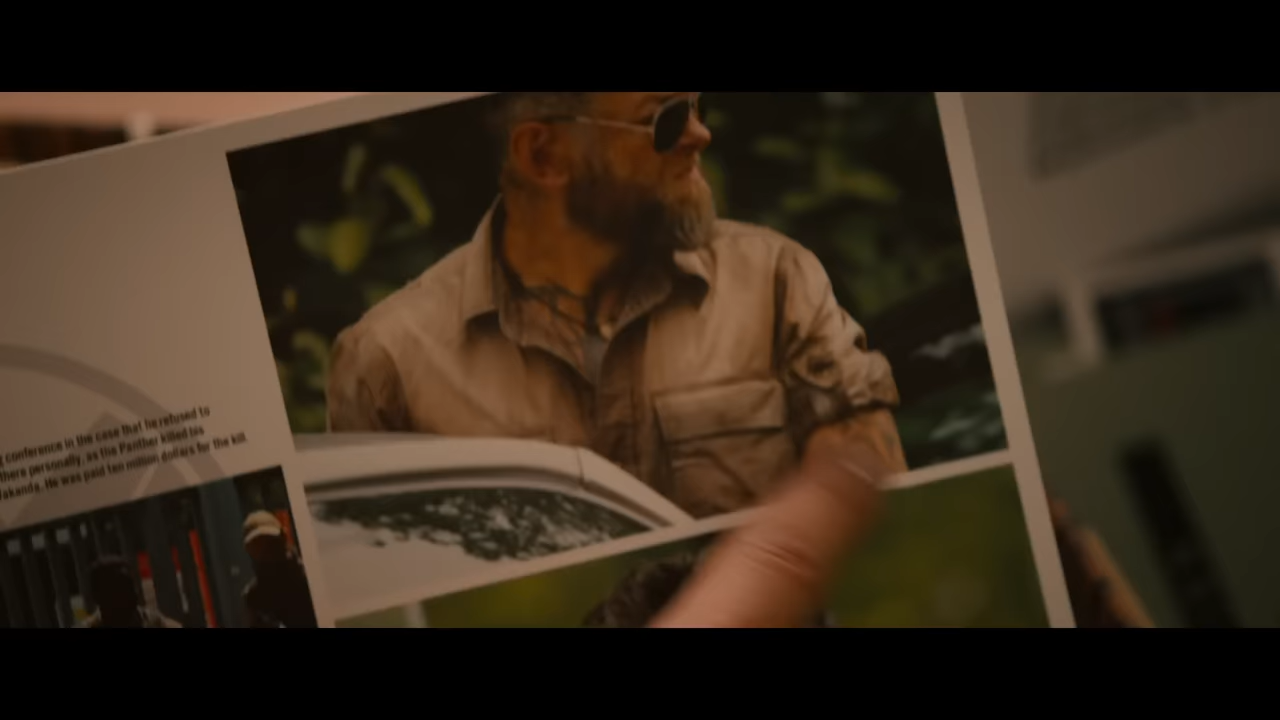 conference in the case that he refused to
there personally, as the Panther killed his
Wakanda. He was paid ten million dollars for the kill.